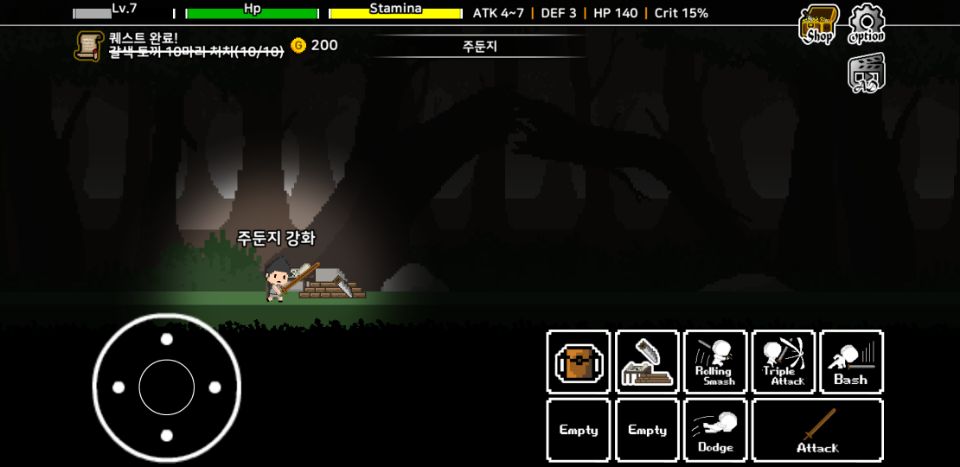 Lv.7
Hp
Stamina
ATK 4~7 | DEF 3 | HP 140 | Crit 15%
퀘스트 완료!
갈색 토끼 10마리 처치(10/10)
G 200
주둔지
Shop
Option
AD
주둔지 강화
Rolling Smash
Triple Attack
Bash
Empty
Empty
Dodge
Attack